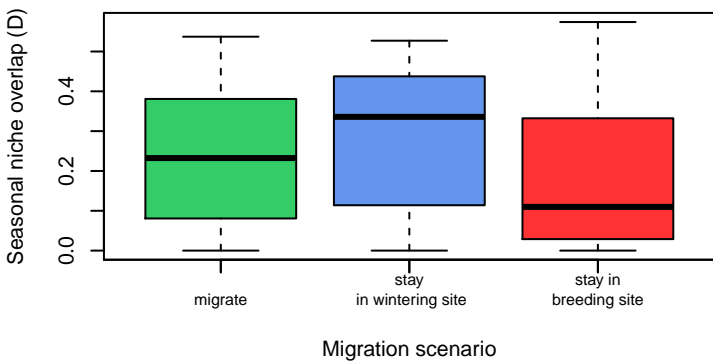 Seasonal niche overlap (D)
0.4
0.2
0.0
migrate
stay
in wintering site
stay in
breeding site
Migration scenario